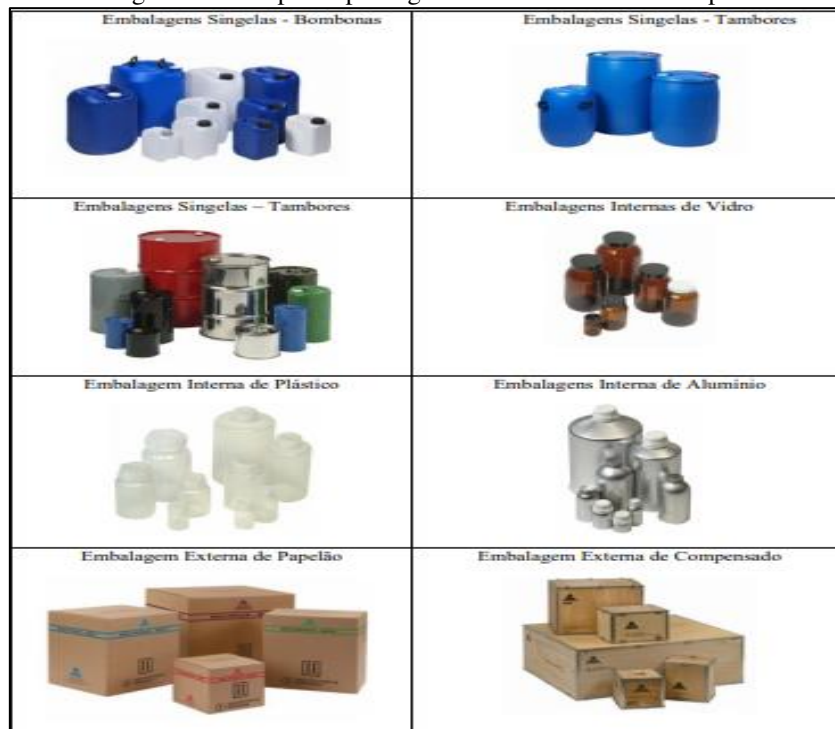 Embalagens Singelas - Bombonas
Embalagens Singelas - Tambores
Embalagens Singelas – Tambores
Embalagens Internas de Vidro
Embalagem Interna de Plástico
Embalagens Interna de Alumínio
Embalagem Externa de Papelão
Embalagem Externa de Compensado